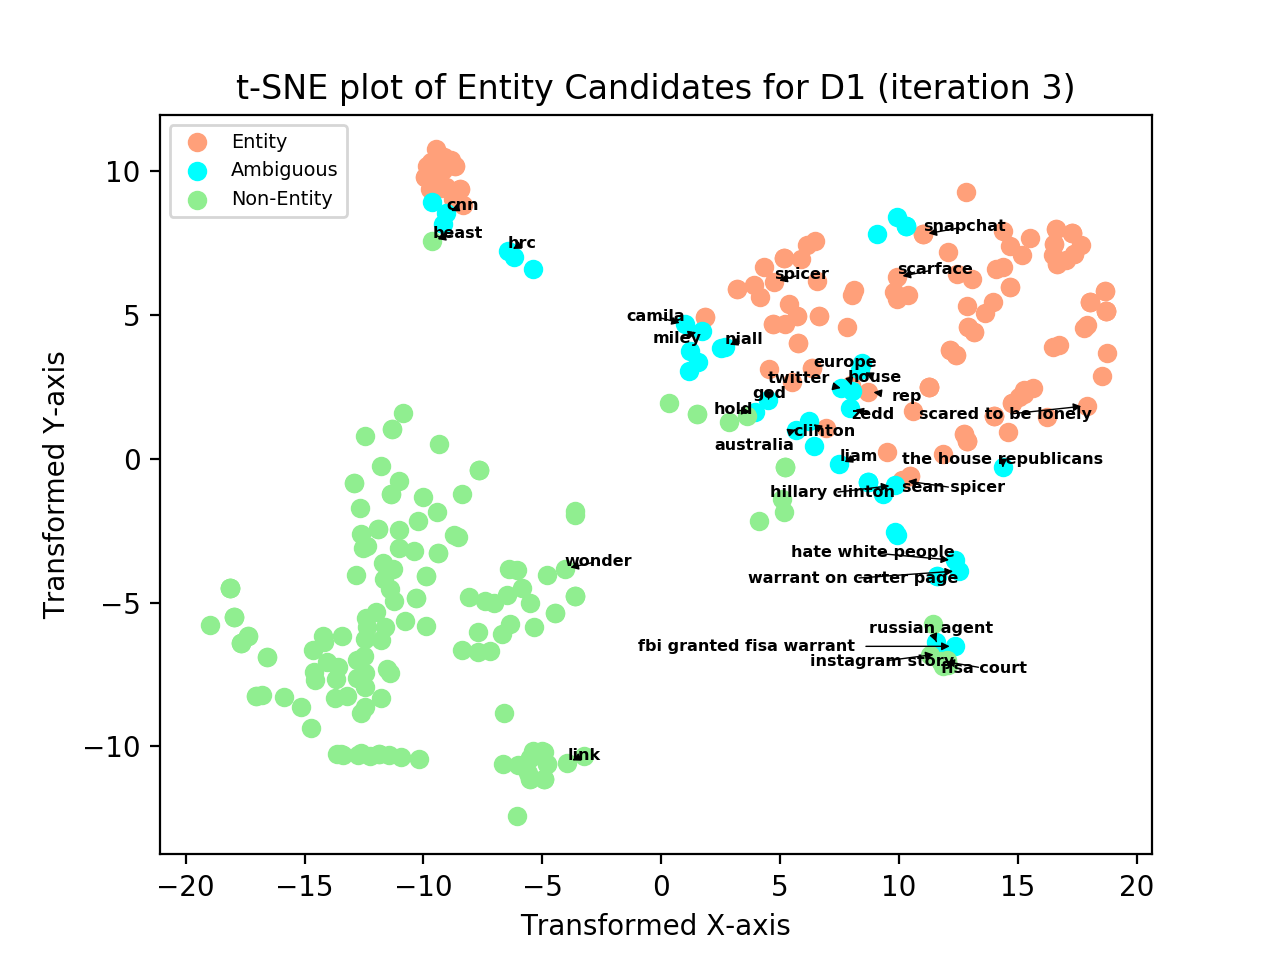 t-SNE plot of Entity Candidates for D1 (iteration 3)
Entity
Ambiguous
Non-Entity
10
5
0
−5
−10
Transformed Y-axis
cnn
beast
hrc
snapchat
scarface
spicer
camila
miley
niall
europe
twitter
house
god
rep
hold
zedd
scared to be lonely
clinton
australia
liam
the house republicans
hillary clinton
sean spicer
hate white people
wonder
warrant on carter page
russian agent
fbi granted fisa warrant
instagram story
fisa court
link
−20
−15
−10
−5
0
5
10
15
20
Transformed X-axis